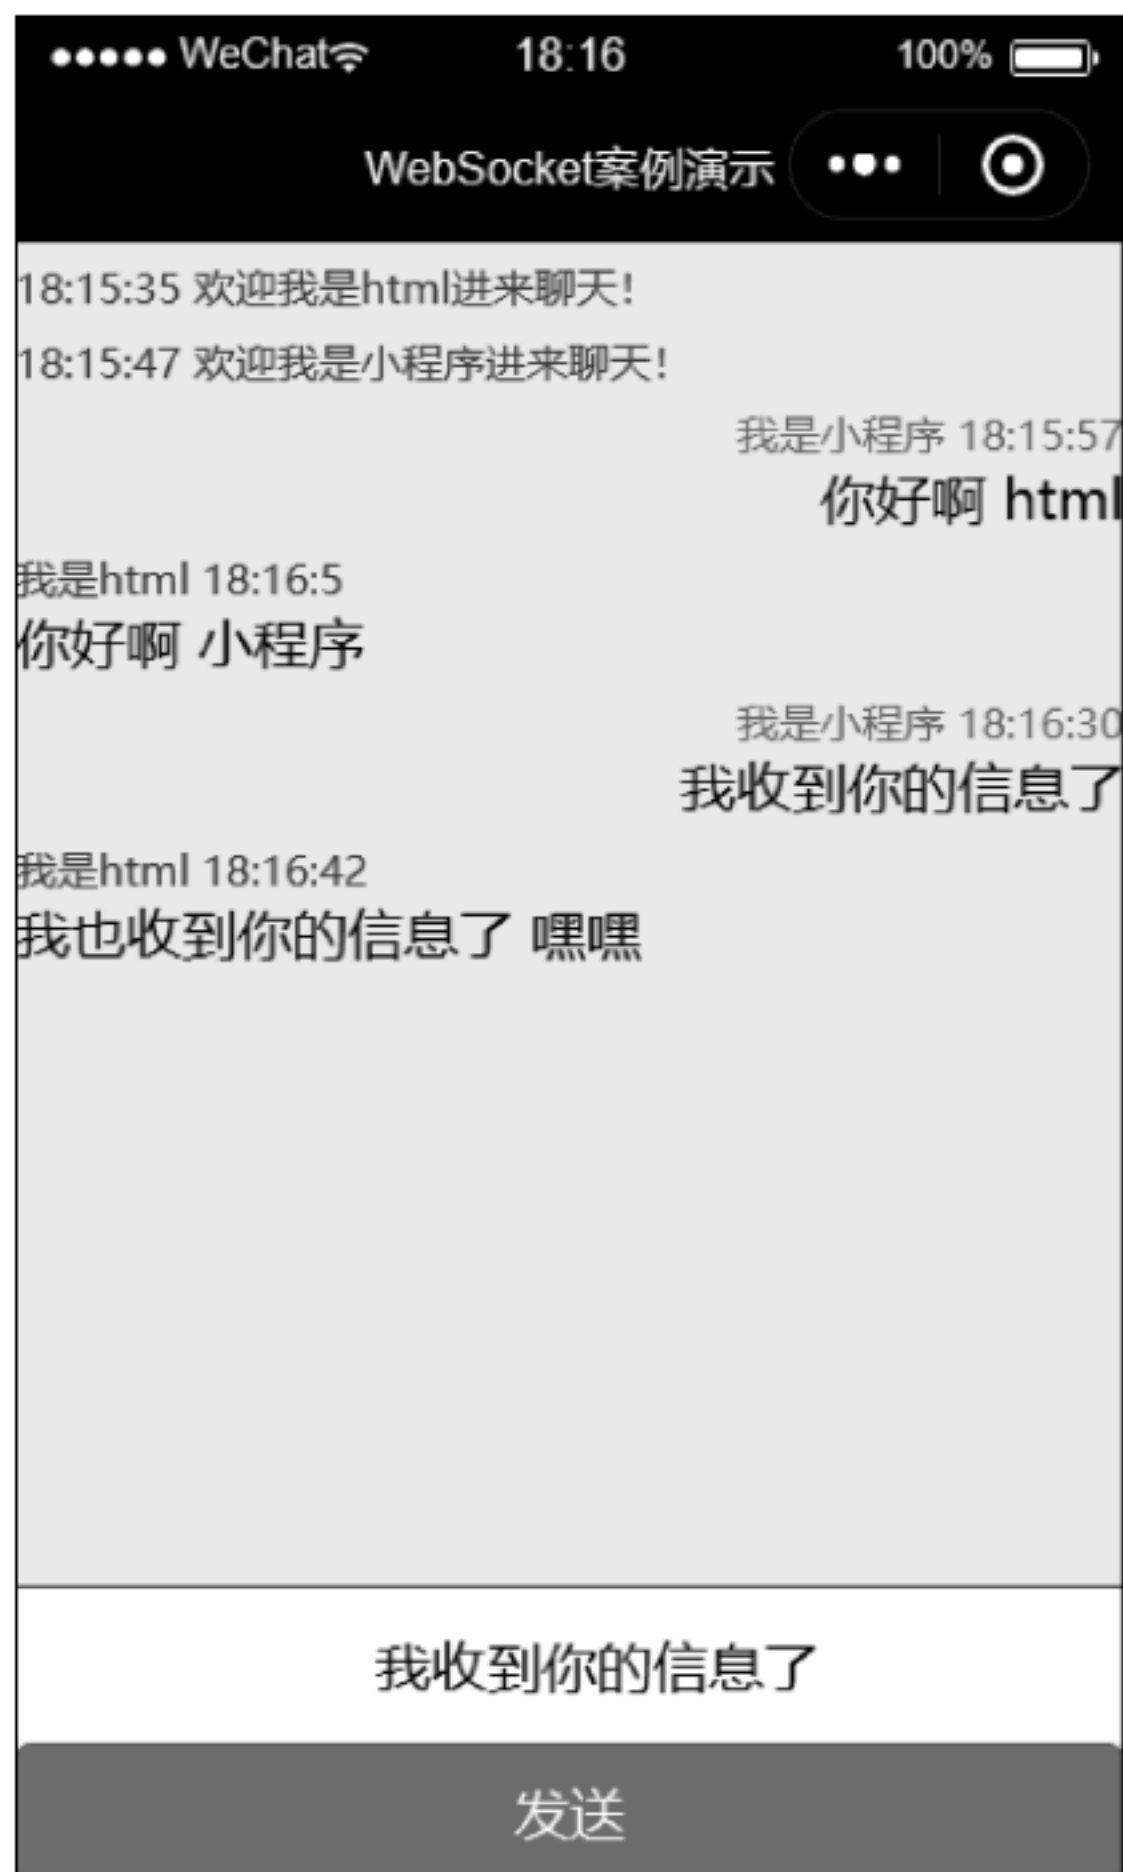 WeChat 18:16 100%
WebSocket案例演示
18:15:35 欢迎我是html进来聊天!
18:15:47 欢迎我是小程序进来聊天!
我是小程序 18:15:57
你好啊 html
我是html 18:16:5
你好啊 小程序
我是小程序 18:16:30
我收到你的信息了
我是html 18:16:42
我也收到你的信息了 嘿嘿
我收到你的信息了
发送